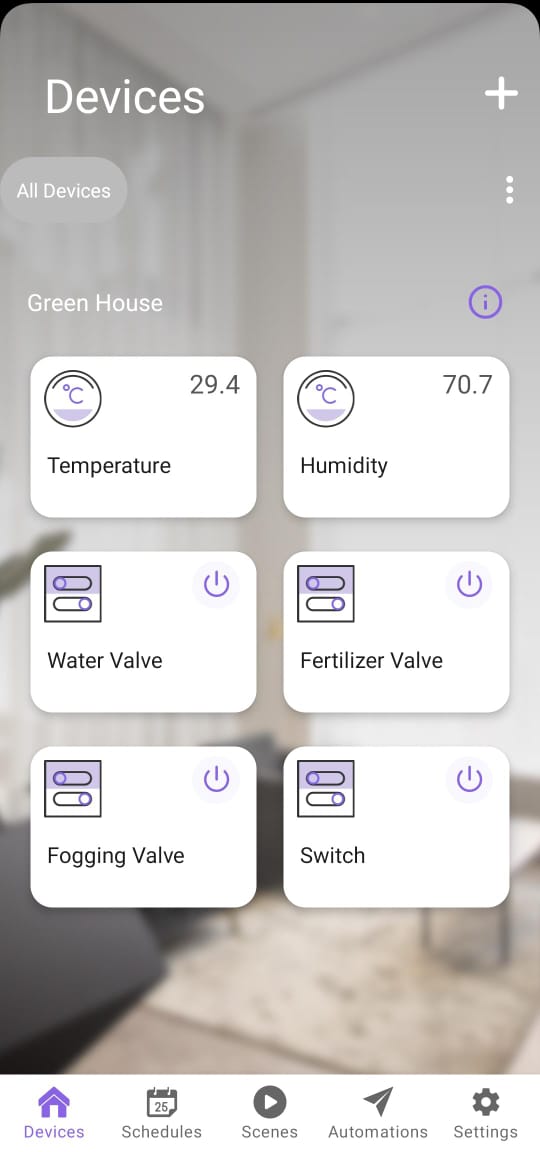 Devices
All Devices
Green House
°C 29.4
°C 70.7
Temperature
Humidity
Water Valve
Fertilizer Valve
Fogging Valve
Switch
25
Devices
Schedules
Scenes
Automations
Settings